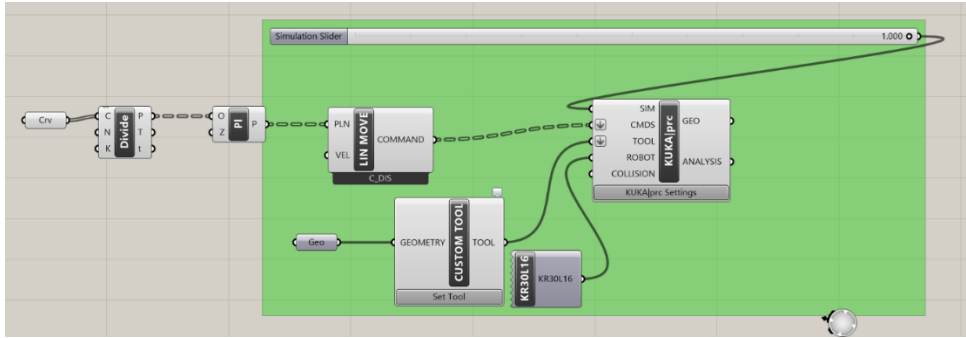 Simulation Slider 1.000
Crv
C P
N T
K t
Divide
O P
Z
Pl
PLN COMMAND
VEL
LIN MOVE
C_DIS
SIM GEO
CMDS
TOOL
ROBOT ANALYSIS
COLLISION
KUKA|prc
KUKA|prc Settings
Geo
GEOMETRY TOOL
CUSTOM TOOL
Set Tool
KR30L16 KR30L16